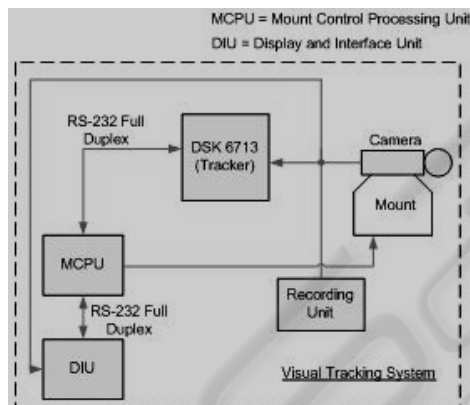 MCPU = Mount Control Processing Unit
DIU = Display and Interface Unit
RS-232 Full
Duplex
DSK 6713
(Tracker)
Camera
Mount
MCPU
Recording
Unit
RS-232 Full
Duplex
DIU
Visual Tracking System